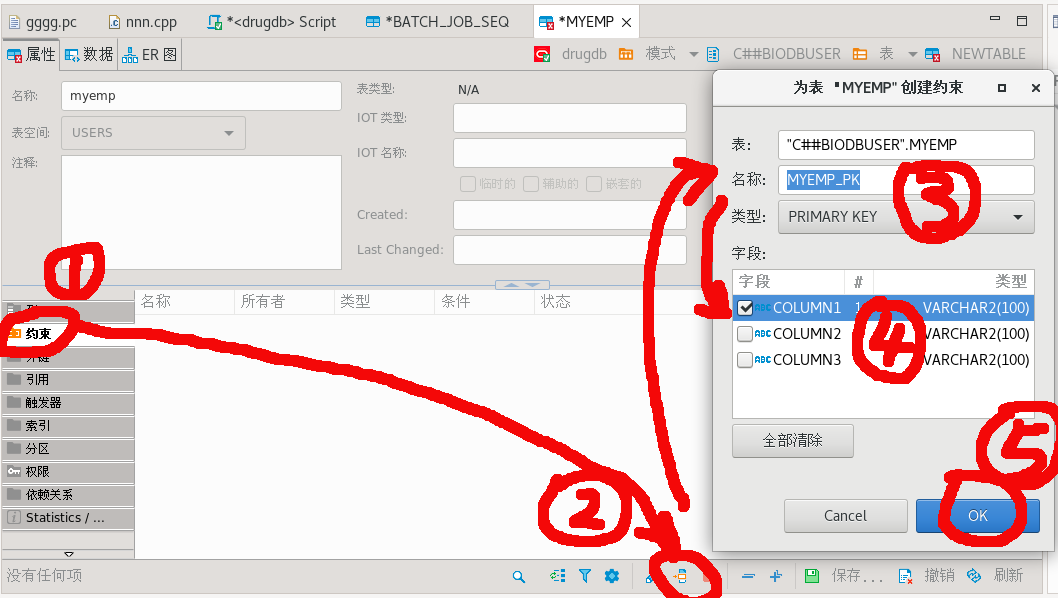 gggg.pc nnn.cpp *<drugdb> Script *BATCH_JOB_SEQ *MYEMP
属性 数据 ER 图 drugdb 模式 C##BIODBUSER 表 NEWTABLE
名称: myemp
表空间: USERS
注释:
表类型: N/A
IOT 类型:
IOT 名称:
临时的 辅助的 嵌套的
Created:
Last Changed:
为表 "MYEMP" 创建约束
表: "C##BIODBUSER".MYEMP
名称: MYEMP_PK
类型: PRIMARY KEY
字段:
字段 # 类型
COLUMN1 1 VARCHAR2(100)
COLUMN2 VARCHAR2(100)
COLUMN3 VARCHAR2(100)
全部清除
Cancel OK
名称 所有者 类型 条件 状态
约束
外键
引用
触发器
索引
分区
权限
依赖关系
Statistics / ...
没有任何项 保存... 撤销 刷新
1
2
3
4
5